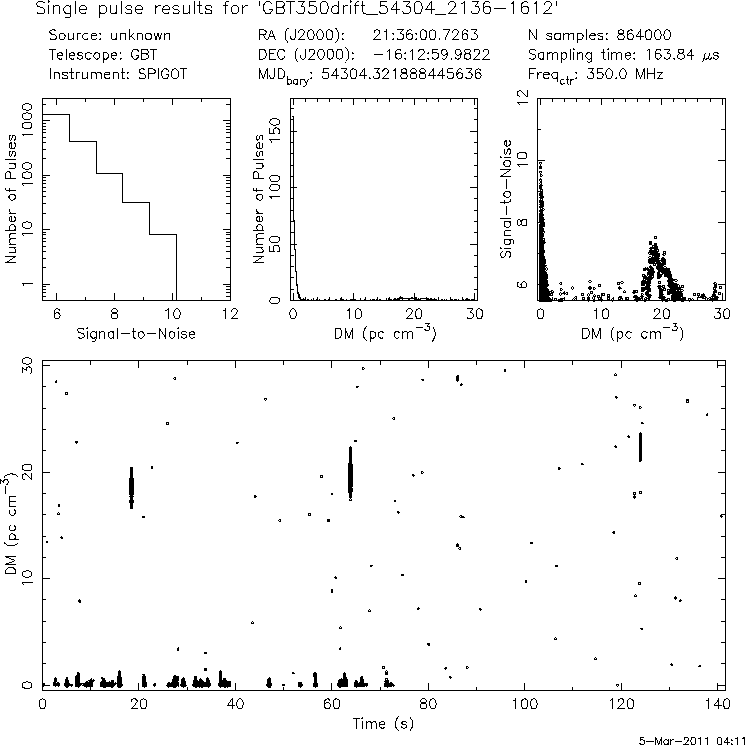 Single pulse results for 'GBT350drift_54304_2136-1612'
Source: unknown RA (J2000): 21:36:00.7263 N samples: 864000
Telescope: GBT DEC (J2000): -16:12:59.9822 Sampling time: 163.84 μs
Instrument: SPIGOT MJDbary: 54304.321888445636 Freqctr: 350.0 MHz
Number of Pulses
1 10 100 1000
6 8 10 12
Signal-to-Noise
Number of Pulses
0 50 100 150
0 10 20 30
DM (pc cm-3)
Signal-to-Noise
6 8 10 12
0 10 20 30
DM (pc cm-3)
DM (pc cm-3)
0 10 20 30
0 20 40 60 80 100 120 140
Time (s)
5-Mar-2011 04:11